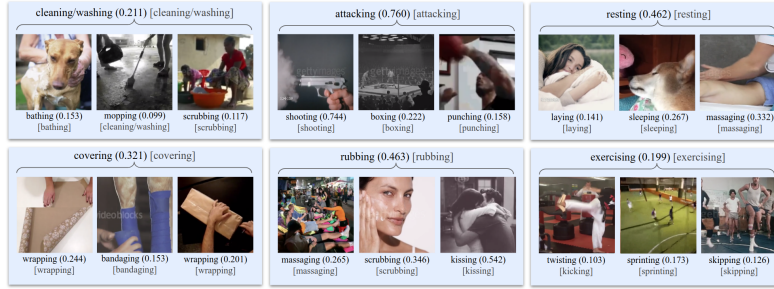 cleaning/washing (0.211) [cleaning/washing]
bathing (0.153) mopping (0.099) scrubbing (0.117)
[bathing] [cleaning/washing] [scrubbing]
attacking (0.760) [attacking]
shooting (0.744) boxing (0.222) punching (0.158)
[shooting] [boxing] [punching]
resting (0.462) [resting]
laying (0.141) sleeping (0.267) massaging (0.332)
[laying] [sleeping] [massaging]
covering (0.321) [covering]
videoblocks
wrapping (0.244) bandaging (0.153) wrapping (0.201)
[wrapping] [bandaging] [wrapping]
rubbing (0.463) [rubbing]
massaging (0.265) scrubbing (0.346) kissing (0.542)
[massaging] [scrubbing] [kissing]
exercising (0.199) [exercising]
twisting (0.103) sprinting (0.173) skipping (0.126)
[kicking] [sprinting] [skipping]